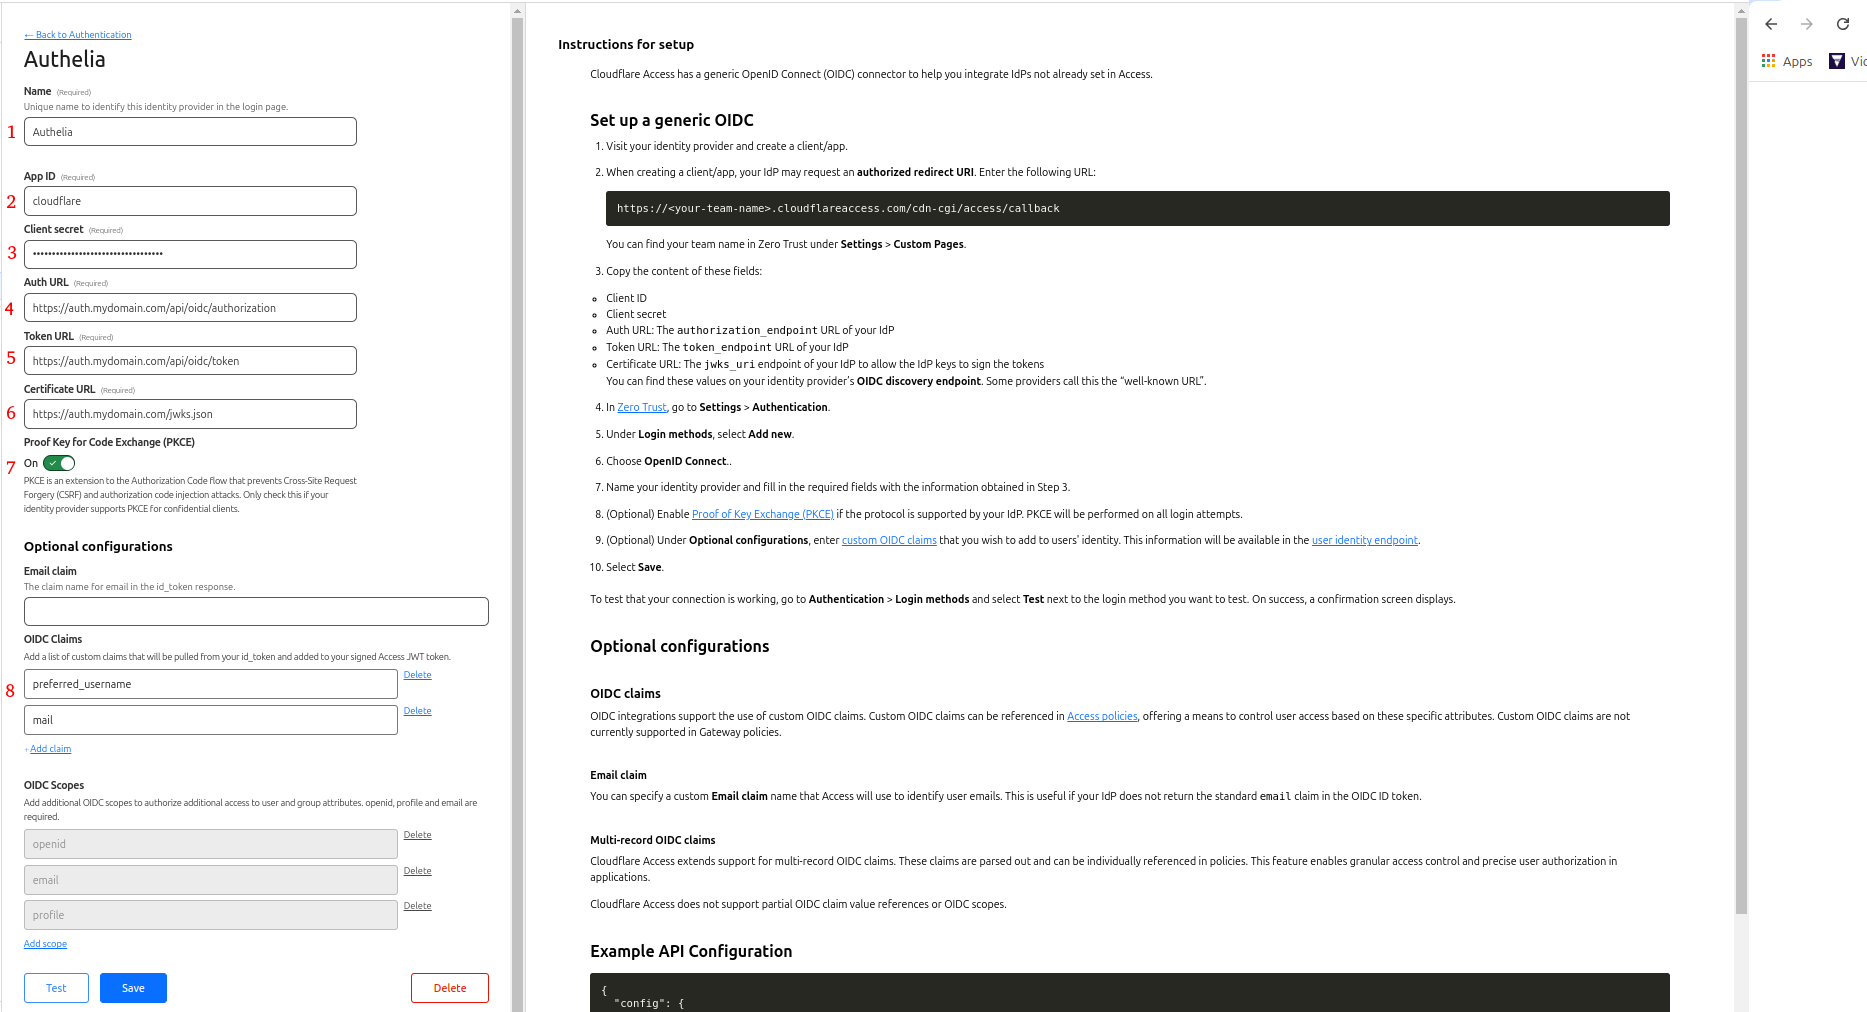 ← Back to Authentication
Authelia
Name (Required)
Unique name to identify this identity provider in the login page.
1 Authelia
App ID (Required)
2 cloudflare
Client secret (Required)
3 ••••••••••••••••••••••••••••••••••
Auth URL (Required)
4 https://auth.mydomain.com/api/oidc/authorization
Token URL (Required)
5 https://auth.mydomain.com/api/oidc/token
Certificate URL (Required)
6 https://auth.mydomain.com/jwks.json
Proof Key for Code Exchange (PKCE)
7 On
PKCE is an extension to the Authorization Code flow that prevents Cross-Site Request
Forgery (CSRF) and authorization code injection attacks. Only check this if your
identity provider supports PKCE for confidential clients.
Optional configurations
Email claim
The claim name for email in the id_token response.
OIDC Claims
Add a list of custom claims that will be pulled from your id_token and added to your signed Access JWT token.
8 preferred_username Delete
mail Delete
+ Add claim
OIDC Scopes
Add additional OIDC scopes to authorize additional access to user and group attributes. openid, profile and email are
required.
openid Delete
email Delete
profile Delete
Add scope
Test Save Delete
Instructions for setup
Cloudflare Access has a generic OpenID Connect (OIDC) connector to help you integrate IdPs not already set in Access.
Set up a generic OIDC
1. Visit your identity provider and create a client/app.
2. When creating a client/app, your IdP may request an authorized redirect URI. Enter the following URL:
https://<your-team-name>.cloudflareaccess.com/cdn-cgi/access/callback
You can find your team name in Zero Trust under Settings > Custom Pages.
3. Copy the content of these fields:
Client ID
Client secret
Auth URL: The authorization_endpoint URL of your IdP
Token URL: The token_endpoint URL of your IdP
Certificate URL: The jwks_uri endpoint of your IdP to allow the IdP keys to sign the tokens
You can find these values on your identity provider's OIDC discovery endpoint. Some providers call this the “well-known URL”.
4. In Zero Trust, go to Settings > Authentication.
5. Under Login methods, select Add new.
6. Choose OpenID Connect..
7. Name your identity provider and fill in the required fields with the information obtained in Step 3.
8. (Optional) Enable Proof of Key Exchange (PKCE) if the protocol is supported by your IdP. PKCE will be performed on all login attempts.
9. (Optional) Under Optional configurations, enter custom OIDC claims that you wish to add to users' identity. This information will be available in the user identity endpoint.
10. Select Save.
To test that your connection is working, go to Authentication > Login methods and select Test next to the login method you want to test. On success, a confirmation screen displays.
Optional configurations
OIDC claims
OIDC integrations support the use of custom OIDC claims. Custom OIDC claims can be referenced in Access policies, offering a means to control user access based on these specific attributes. Custom OIDC claims are not
currently supported in Gateway policies.
Email claim
You can specify a custom Email claim name that Access will use to identify user emails. This is useful if your IdP does not return the standard email claim in the OIDC ID token.
Multi-record OIDC claims
Cloudflare Access extends support for multi-record OIDC claims. These claims are parsed out and can be individually referenced in policies. This feature enables granular access control and precise user authorization in
applications.
Cloudflare Access does not support partial OIDC claim value references or OIDC scopes.
Example API Configuration
{
"config": {
Apps